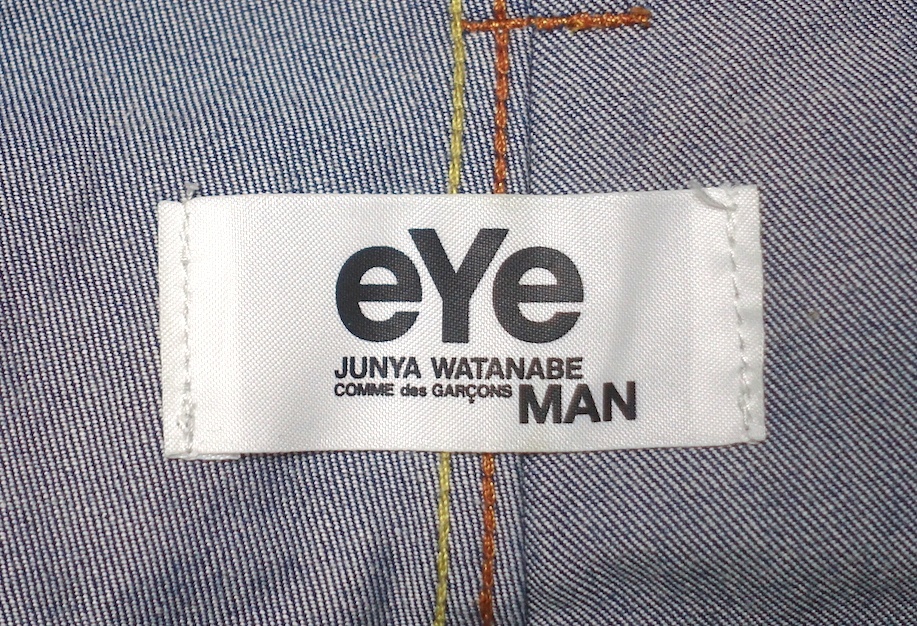 eYe
JUNYA WATANABE
COMME des GARÇONS MAN